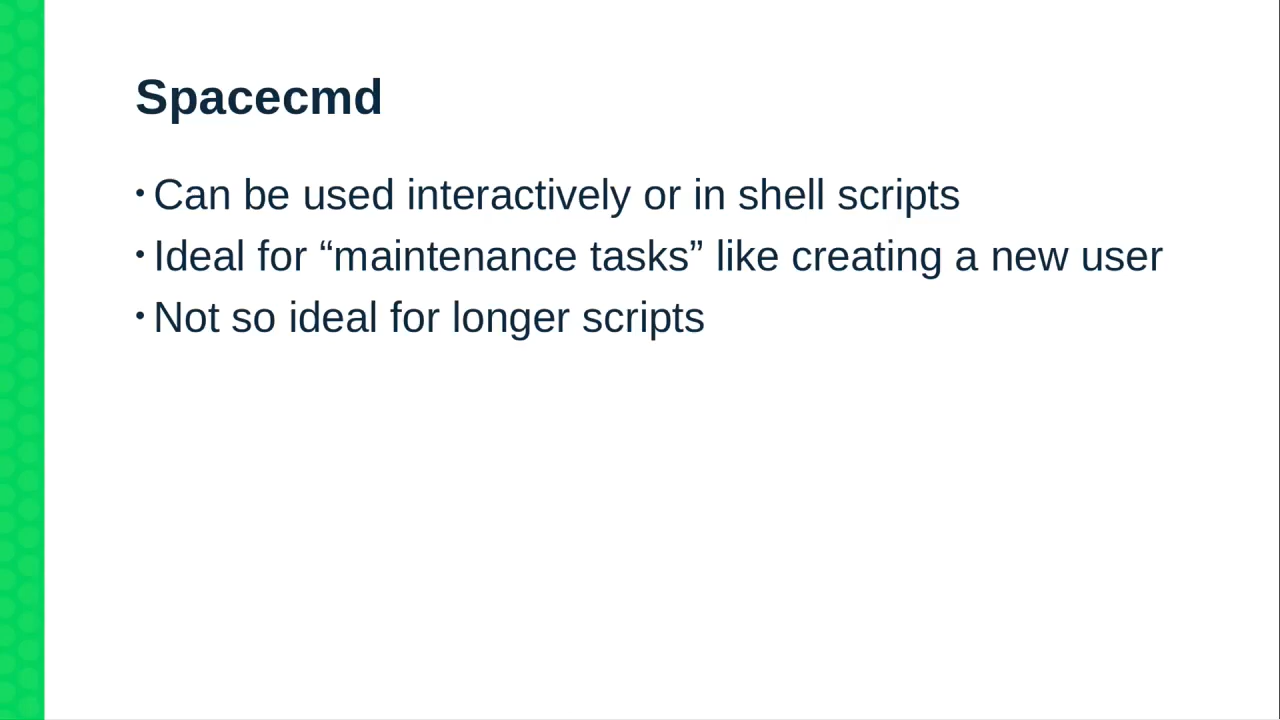 Spacecmd
• Can be used interactively or in shell scripts
• Ideal for “maintenance tasks” like creating a new user
• Not so ideal for longer scripts